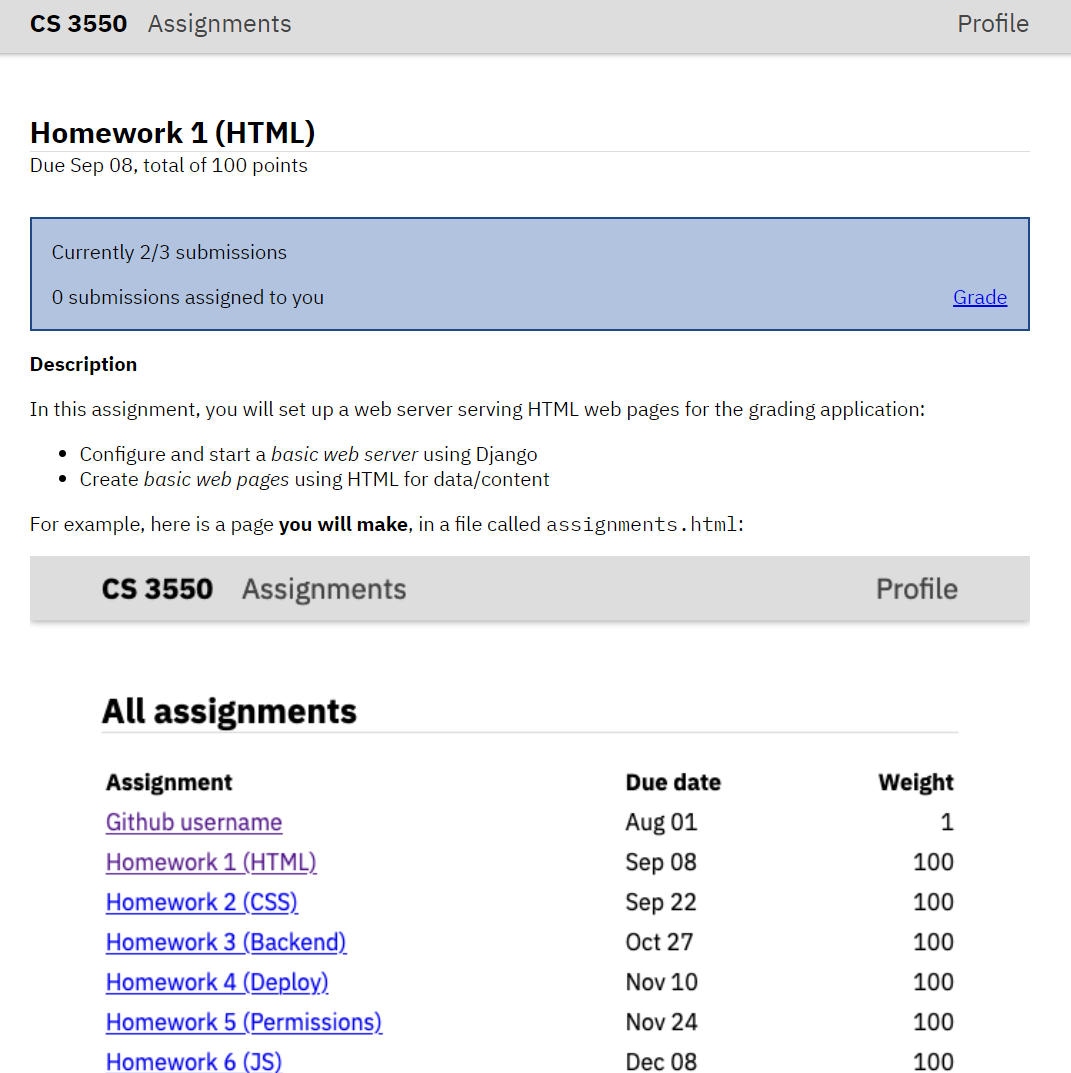 CS 3550 Assignments Profile
Homework 1 (HTML)
Due Sep 08, total of 100 points
Currently 2/3 submissions
0 submissions assigned to you Grade
Description
In this assignment, you will set up a web server serving HTML web pages for the grading application:
• Configure and start a basic web server using Django
• Create basic web pages using HTML for data/content
For example, here is a page you will make, in a file called assignments.html:
CS 3550 Assignments Profile
All assignments
Assignment Due date Weight
Github username Aug 01 1
Homework 1 (HTML) Sep 08 100
Homework 2 (CSS) Sep 22 100
Homework 3 (Backend) Oct 27 100
Homework 4 (Deploy) Nov 10 100
Homework 5 (Permissions) Nov 24 100
Homework 6 (JS) Dec 08 100